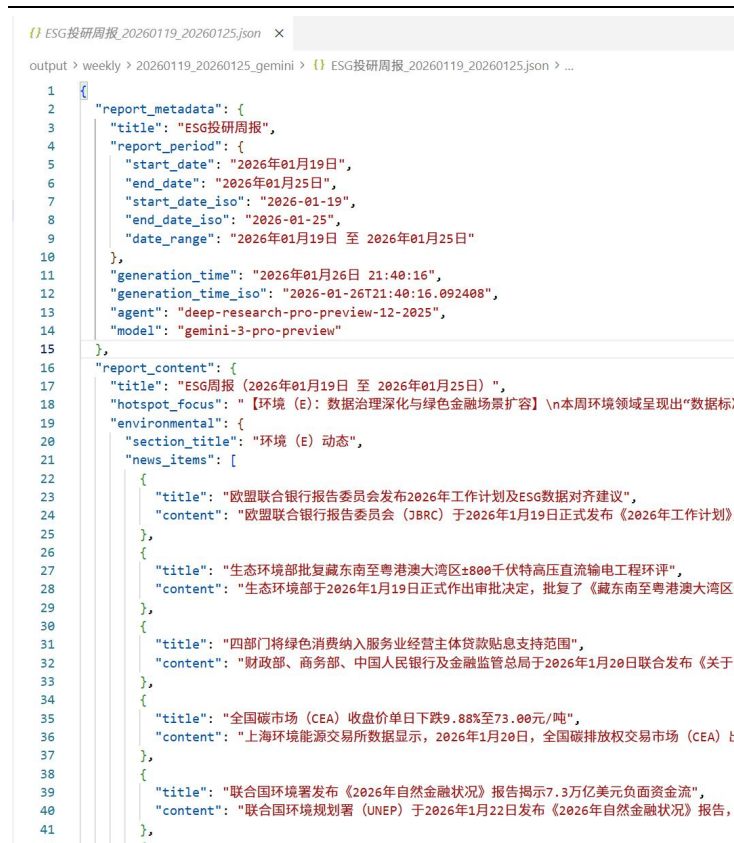 {} ESG投研周报_20260119_20260125.json ×
output > weekly > 20260119_20260125_gemini > {} ESG投研周报_20260119_20260125.json > ...
1 {
2 "report_metadata": {
3 "title": "ESG投研周报",
4 "report_period": {
5 "start_date": "2026年01月19日",
6 "end_date": "2026年01月25日",
7 "start_date_iso": "2026-01-19",
8 "end_date_iso": "2026-01-25",
9 "date_range": "2026年01月19日 至 2026年01月25日"
10 },
11 "generation_time": "2026年01月26日 21:40:16",
12 "generation_time_iso": "2026-01-26T21:40:16.092408",
13 "agent": "deep-research-pro-preview-12-2025",
14 "model": "gemini-3-pro-preview"
15 },
16 "report_content": {
17 "title": "ESG周报（2026年01月19日 至 2026年01月25日）",
18 "hotspot_focus": "【环境（E）：数据治理深化与绿色金融场景扩容】\n本周环境领域呈现出“数据标
19 "environmental": {
20 "section_title": "环境（E）动态",
21 "news_items": [
22 {
23 "title": "欧盟联合银行报告委员会发布2026年工作计划及ESG数据对齐建议",
24 "content": "欧盟联合银行报告委员会（JBRC）于2026年1月19日正式发布《2026年工作计划》
25 },
26 {
27 "title": "生态环境部批复藏东南至粤港澳大湾区±800千伏特高压直流输电工程环评",
28 "content": "生态环境部于2026年1月19日正式作出审批决定，批复了《藏东南至粤港澳大湾区
29 },
30 {
31 "title": "四部门将绿色消费纳入服务业经营主体贷款贴息支持范围",
32 "content": "财政部、商务部、中国人民银行及金融监管总局于2026年1月20日联合发布《关于
33 },
34 {
35 "title": "全国碳市场（CEA）收盘价单日下跌9.88%至73.00元/吨",
36 "content": "上海环境能源交易所数据显示，2026年1月20日，全国碳排放权交易市场（CEA）
37 },
38 {
39 "title": "联合国环境署发布《2026年自然金融状况》报告揭示7.3万亿美元负面资金流",
40 "content": "联合国环境规划署（UNEP）于2026年1月22日发布《2026年自然金融状况》报告，
41 },